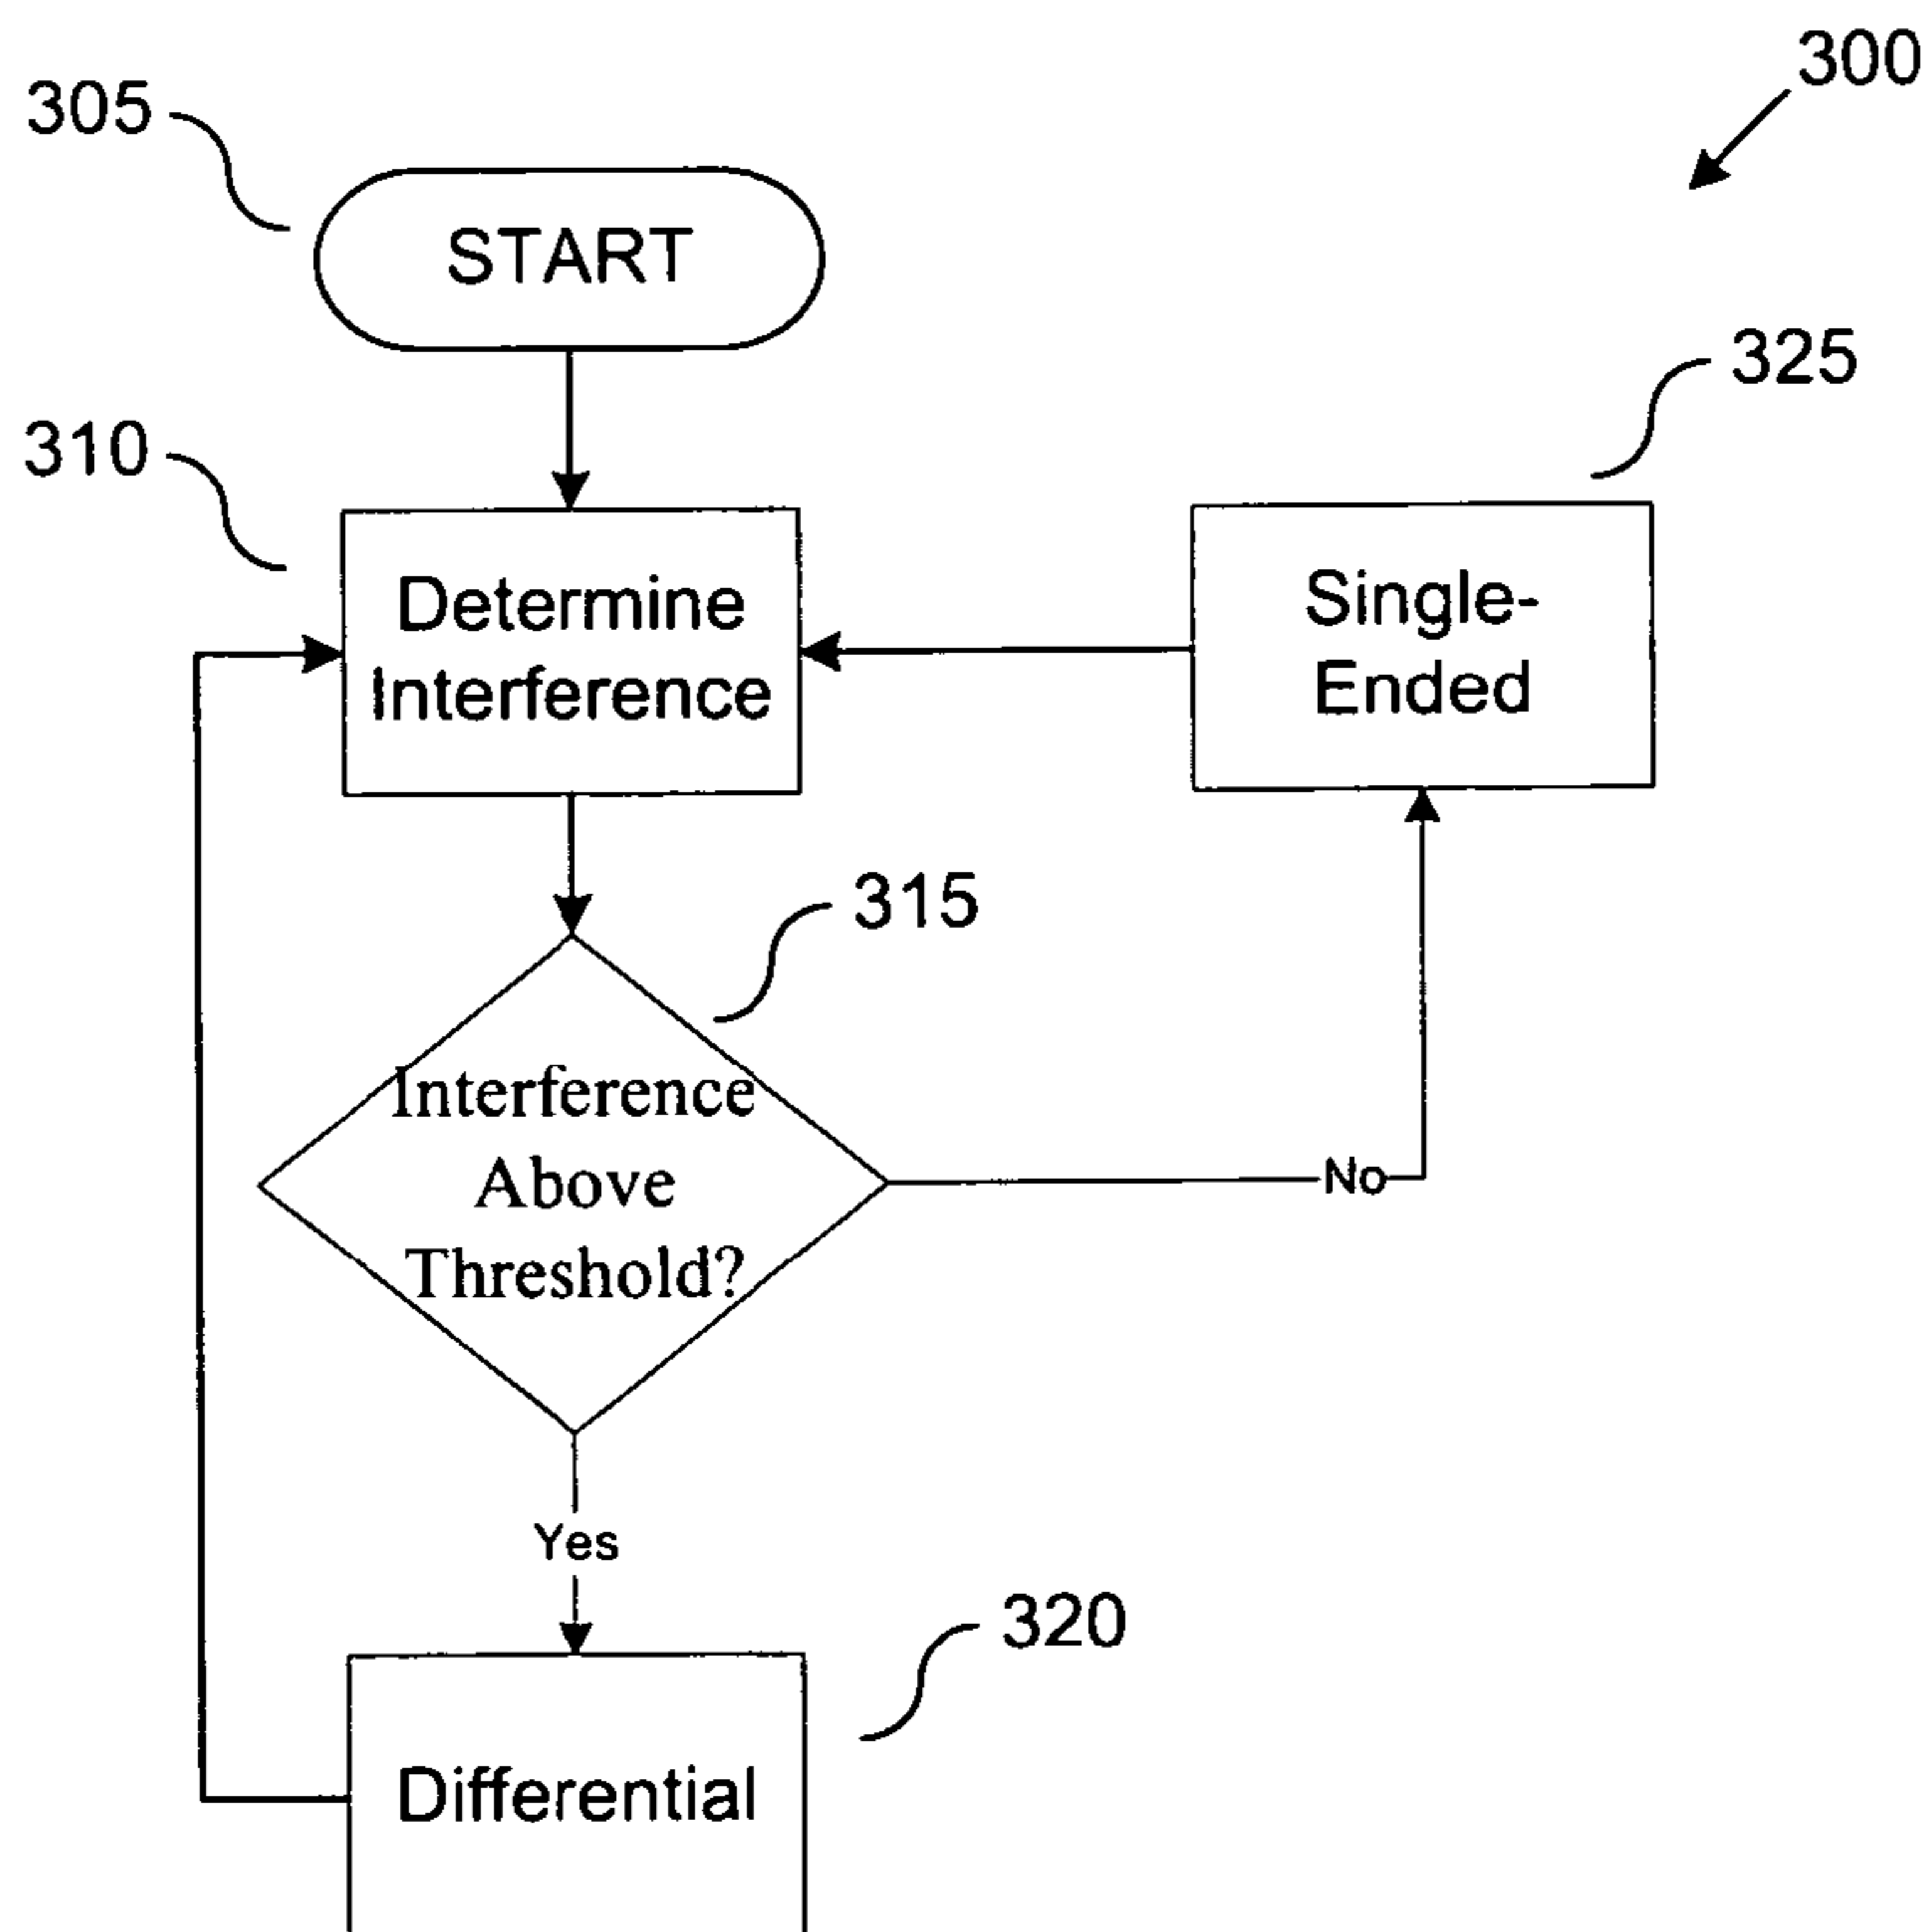 300
305
START
325
310
Determine
Interference
Single-
Ended
315
Interference
Above
Threshold?
No
Yes
320
Differential